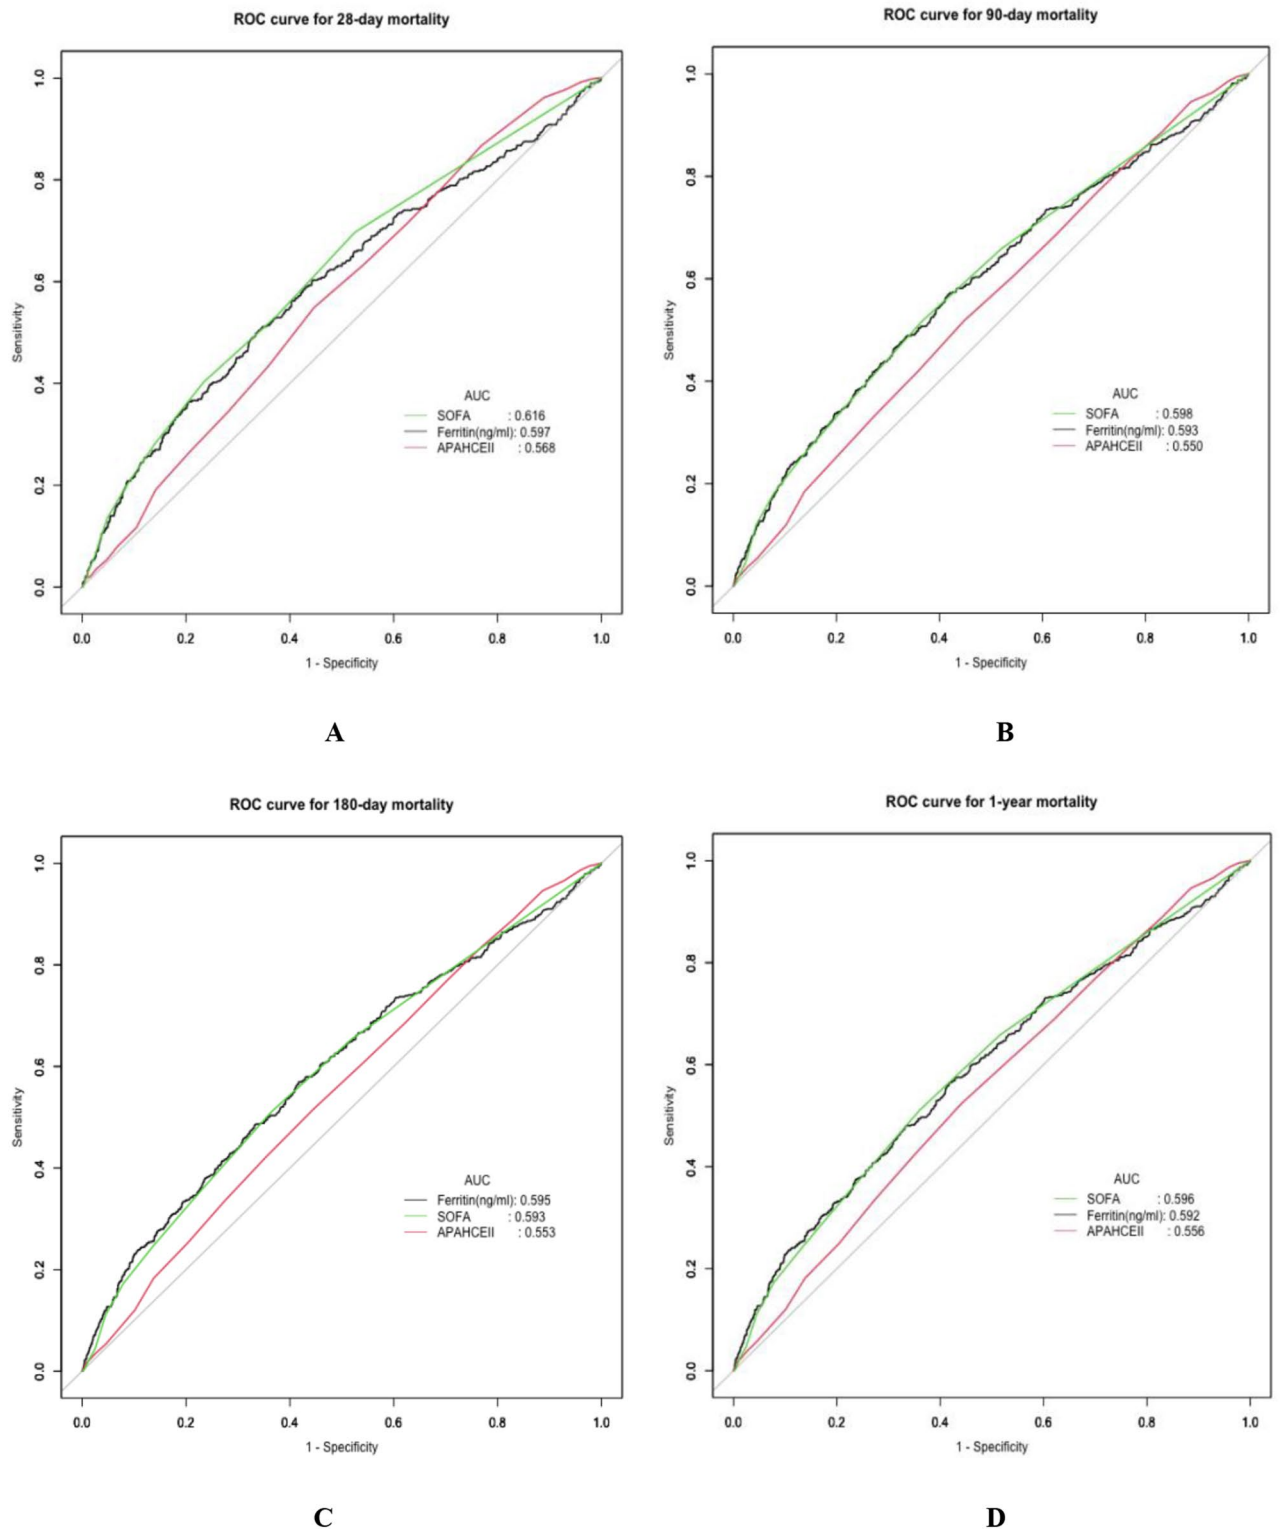 ROC curve for 28-day mortality
1.0
0.8
0.6
0.4
0.2
0.0
Sensitivity
AUC
SOFA : 0.616
Ferritin(ng/ml): 0.597
APAHCEII : 0.568
0.0 0.2 0.4 0.6 0.8 1.0
1 - Specificity
A
ROC curve for 90-day mortality
1.0
0.8
0.6
0.4
0.2
0.0
Sensitivity
AUC
SOFA : 0.598
Ferritin(ng/ml): 0.593
APAHCEII : 0.550
0.0 0.2 0.4 0.6 0.8 1.0
1 - Specificity
B
ROC curve for 180-day mortality
1.0
0.8
0.6
0.4
0.2
0.0
Sensitivity
AUC
Ferritin(ng/ml): 0.595
SOFA : 0.593
APAHCEII : 0.553
0.0 0.2 0.4 0.6 0.8 1.0
1 - Specificity
C
ROC curve for 1-year mortality
1.0
0.8
0.6
0.4
0.2
0.0
Sensitivity
AUC
SOFA : 0.596
Ferritin(ng/ml): 0.592
APAHCEII : 0.556
0.0 0.2 0.4 0.6 0.8 1.0
1 - Specificity
D